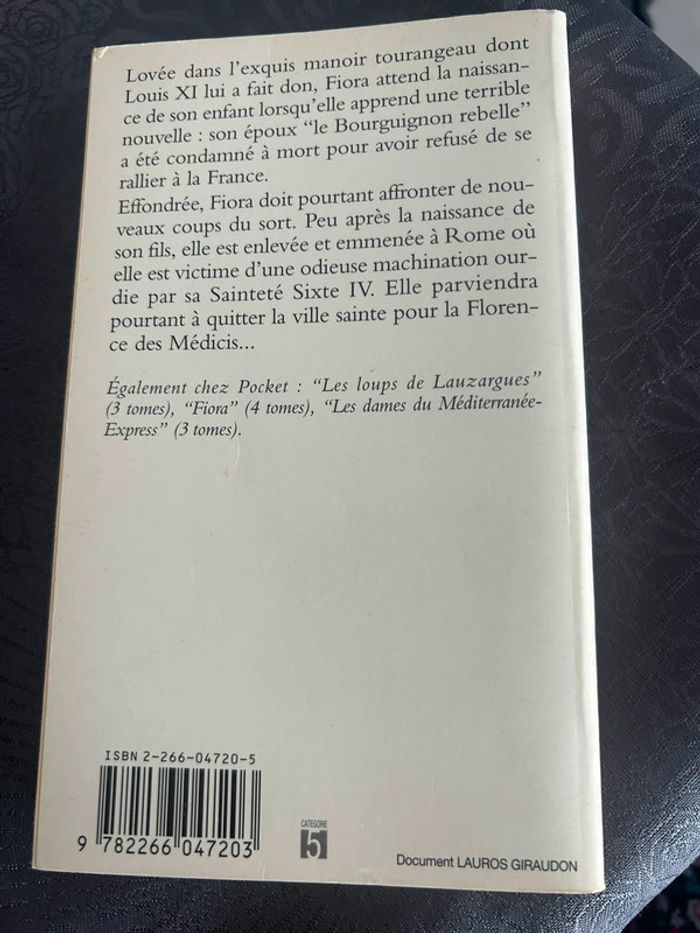 Lovée dans l'exquis manoir tourangeau dont
Louis XI lui a fait don, Fiora attend la naissan-
ce de son enfant lorsqu'elle apprend une terrible
nouvelle : son époux "le Bourguignon rebelle"
a été condamné à mort pour avoir refusé de se
rallier à la France.
Effondrée, Fiora doit pourtant affronter de nou-
veaux coups du sort. Peu après la naissance de
son fils, elle est enlevée et emmenée à Rome où
elle est victime d'une odieuse machination our-
die par sa Sainteté Sixte IV. Elle parviendra
pourtant à quitter la ville sainte pour la Floren-
ce des Médicis...
Également chez Pocket : "Les loups de Lauzargues"
(3 tomes), "Fiora" (4 tomes), "Les dames du Méditerranée-
Express" (3 tomes).
ISBN 2-266-04720-5
9 782266 047203
CATEGORIE
5
Document LAUROS GIRAUDON